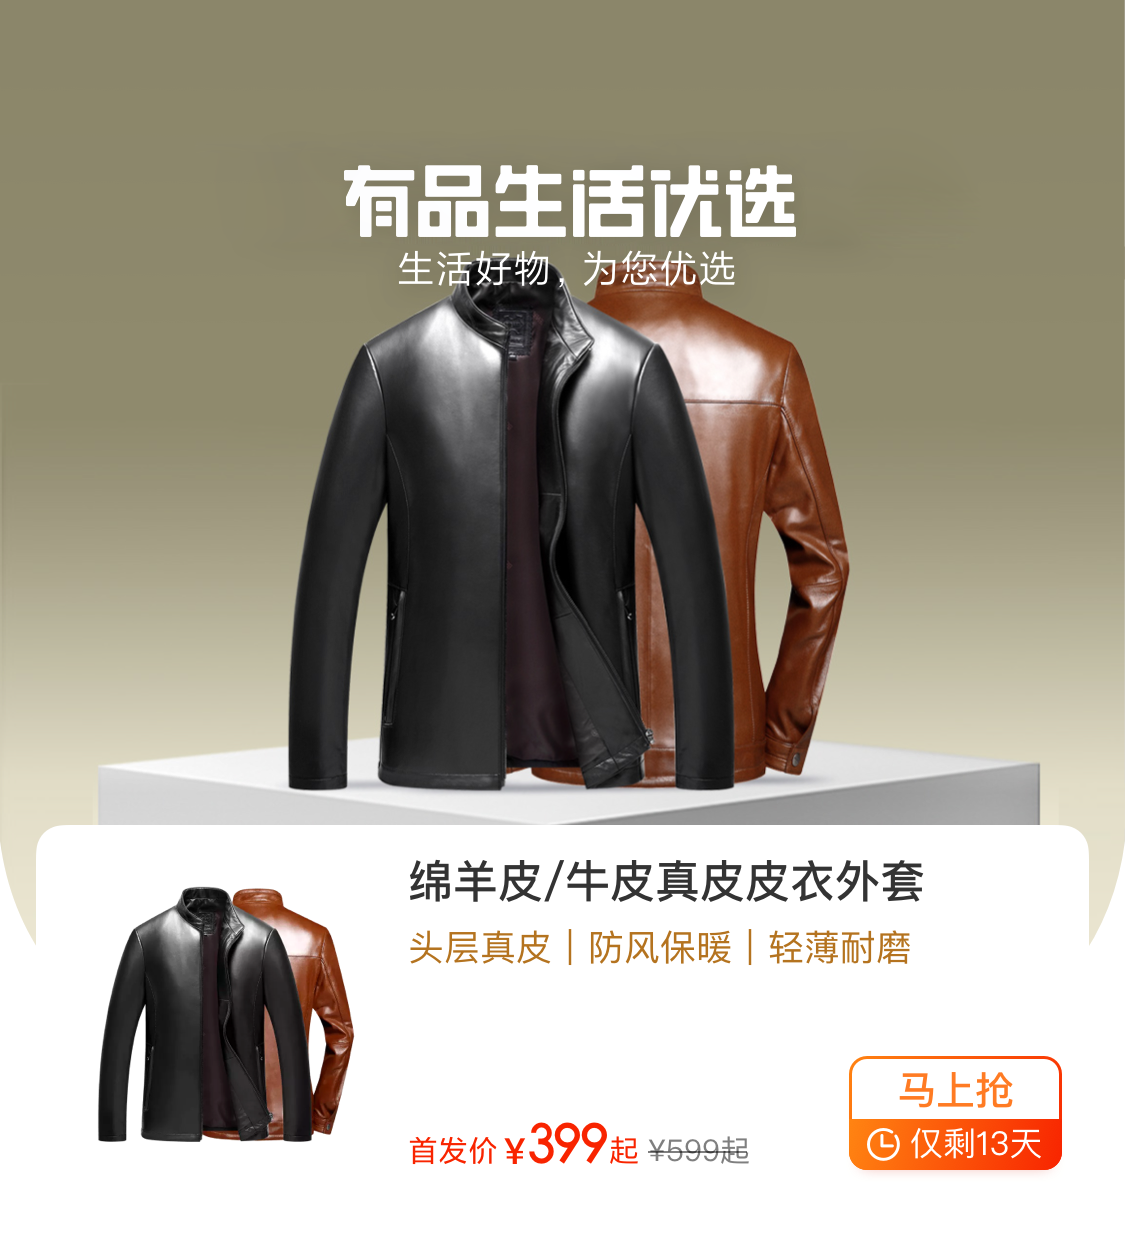 有品生活优选
生活好物，为您优选
绵羊皮/牛皮真皮皮衣外套
头层真皮｜防风保暖｜轻薄耐磨
首发价 ¥399起 ¥599起
马上抢
仅剩13天